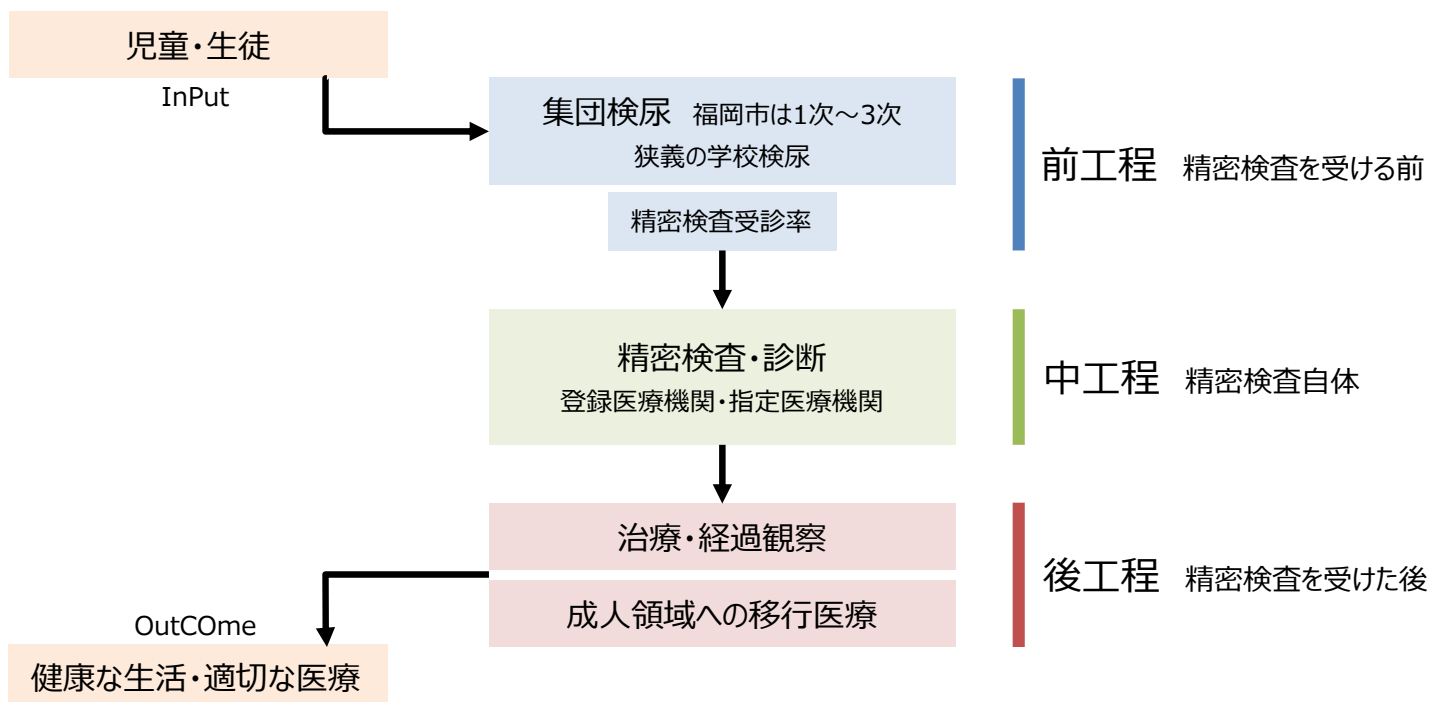 児童・生徒
InPut
集団検尿 福岡市は1次～3次
狭義の学校検尿
精密検査受診率
前工程 精密検査を受ける前
精密検査・診断
登録医療機関・指定医療機関
中工程 精密検査自体
治療・経過観察
成人領域への移行医療
後工程 精密検査を受けた後
OutCOme
健康な生活・適切な医療